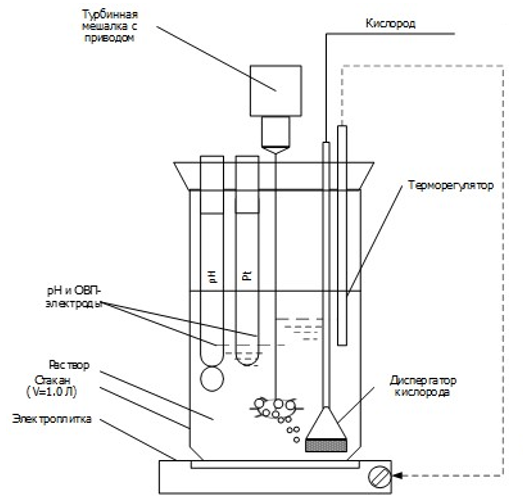 Турбинная
мешалка с
приводом
Кислород
Терморегулятор
pH
Pt
pH и ОВП-
электроды
Раствор
Стакан
(V=1.0 Л)
Электроплитка
Диспергатор
кислорода